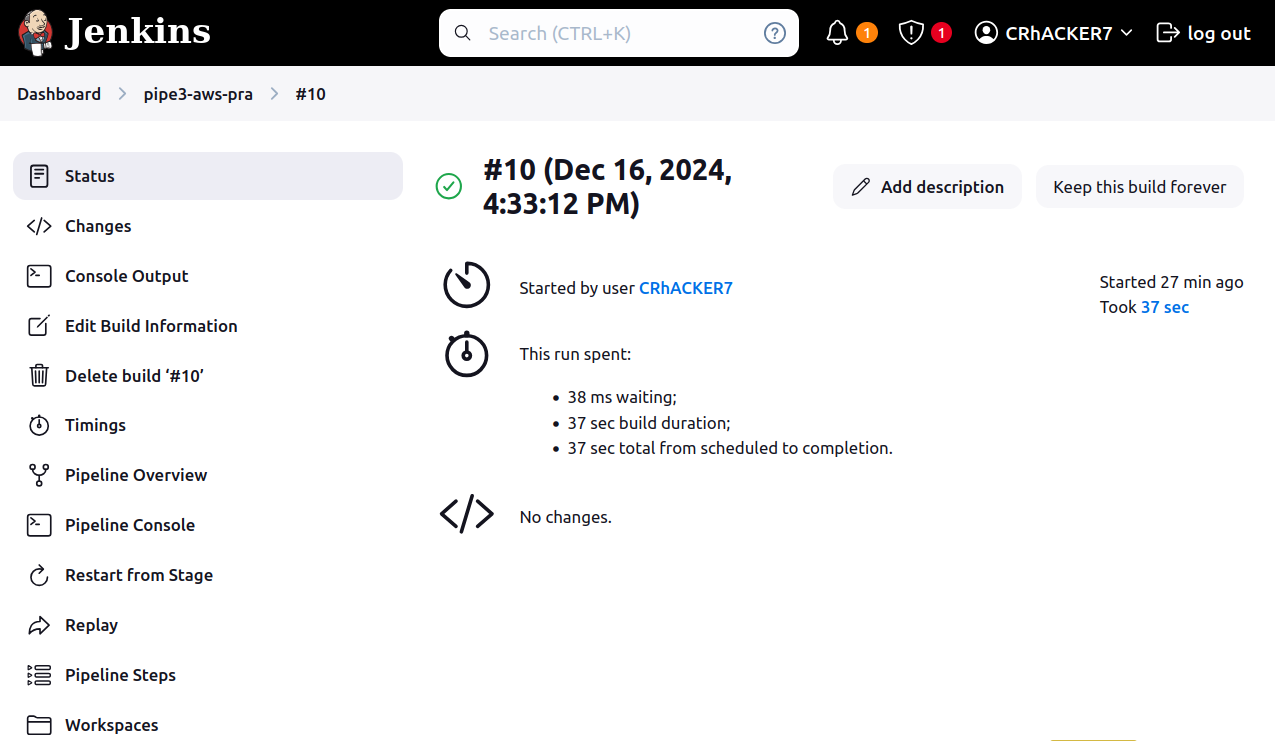 Jenkins
Search (CTRL+K)
?
1
1
CRhACKER7
log out
Dashboard
pipe3-aws-pra
#10
Status
Changes
Console Output
Edit Build Information
Delete build ‘#10’
Timings
Pipeline Overview
Pipeline Console
Restart from Stage
Replay
Pipeline Steps
Workspaces
#10 (Dec 16, 2024,
4:33:12 PM)
Add description
Keep this build forever
Started by user CRhACKER7
Started 27 min ago
Took 37 sec
This run spent:
• 38 ms waiting;
• 37 sec build duration;
• 37 sec total from scheduled to completion.
No changes.